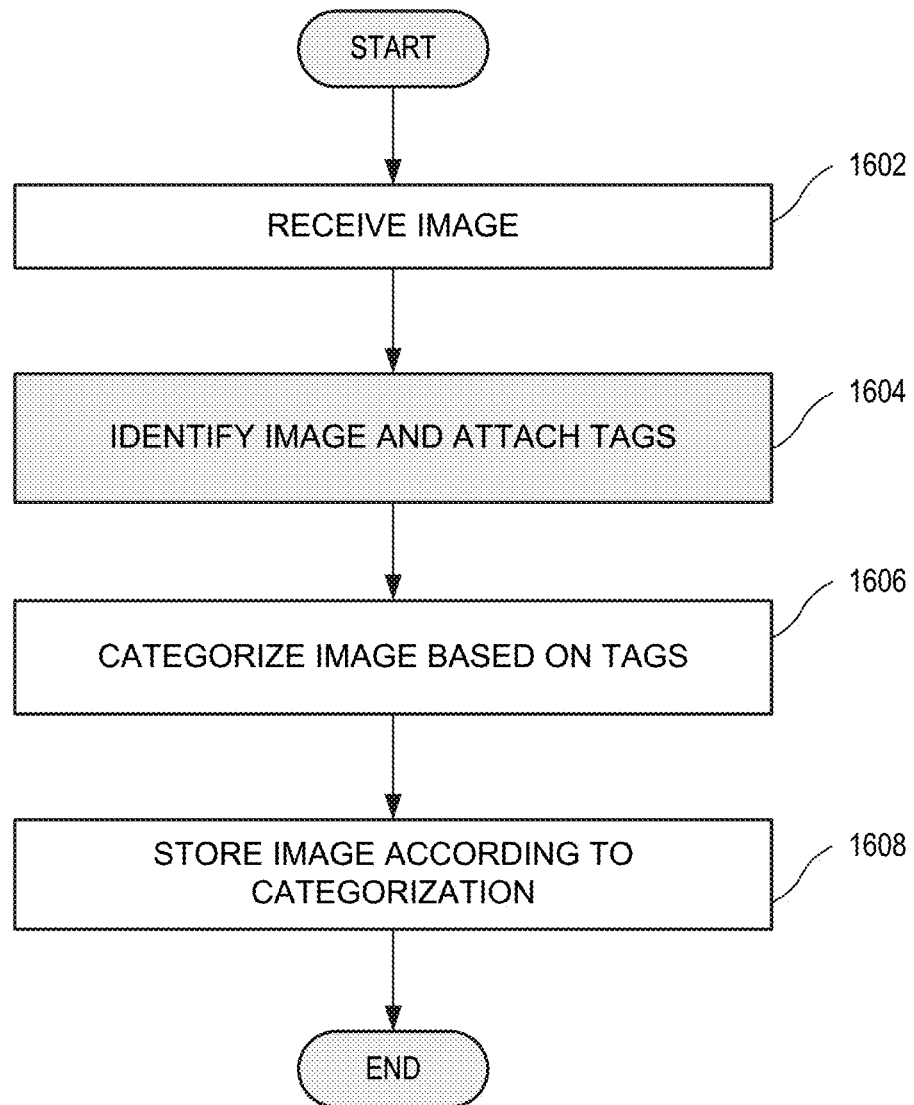 START
1602
RECEIVE IMAGE
1604
IDENTIFY IMAGE AND ATTACH TAGS
1606
CATEGORIZE IMAGE BASED ON TAGS
1608
STORE IMAGE ACCORDING TO
CATEGORIZATION
END